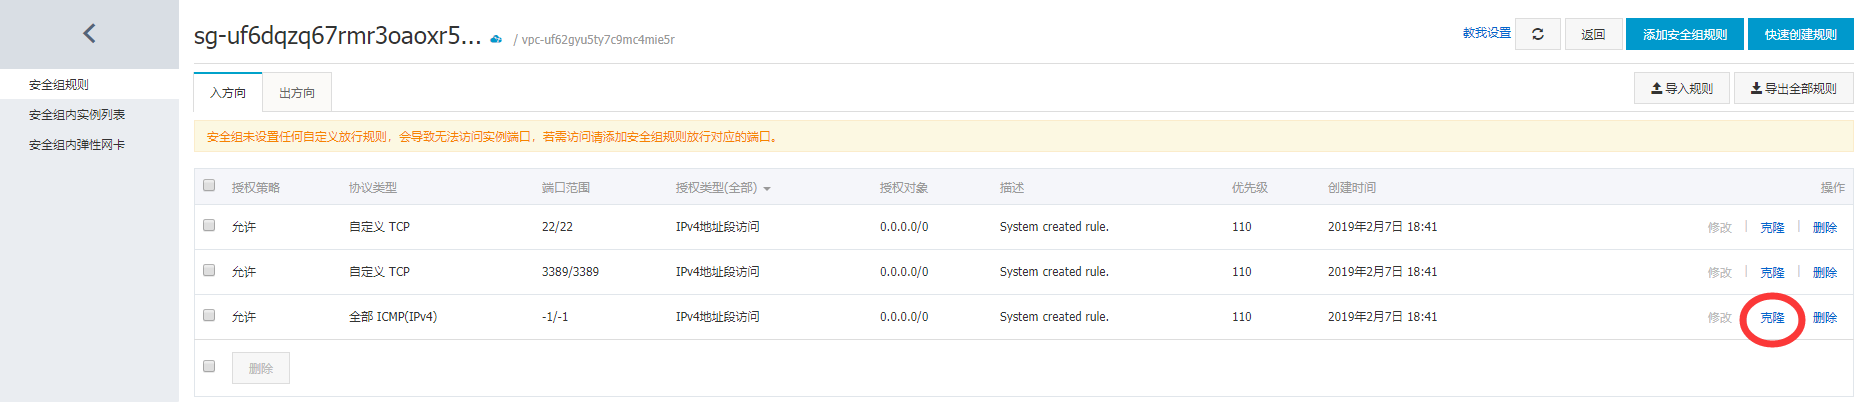 sg-uf6dqzq67rmr3oaoxr5... / vpc-uf62gyu5ty7c9mc4mie5r 教我设置 返回 添加安全组规则 快速创建规则
安全组规则
安全组内实例列表
安全组内弹性网卡
入方向 出方向 导入规则 导出全部规则
安全组未设置任何自定义放行规则，会导致无法访问实例端口，若需访问请添加安全组规则放行对应的端口。
授权策略 协议类型 端口范围 授权类型(全部) 授权对象 描述 优先级 创建时间 操作
允许 自定义 TCP 22/22 IPv4地址段访问 0.0.0.0/0 System created rule. 110 2019年2月7日 18:41 修改 | 克隆 | 删除
允许 自定义 TCP 3389/3389 IPv4地址段访问 0.0.0.0/0 System created rule. 110 2019年2月7日 18:41 修改 | 克隆 | 删除
允许 全部 ICMP(IPv4) -1/-1 IPv4地址段访问 0.0.0.0/0 System created rule. 110 2019年2月7日 18:41 修改 克隆 删除
删除